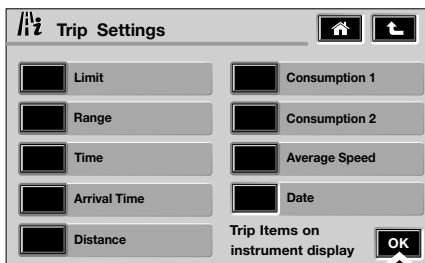 Trip Settings
Limit
Consumption 1
Range
Consumption 2
Time
Average Speed
Arrival Time
Date
Distance
Trip Items on
instrument display
OK